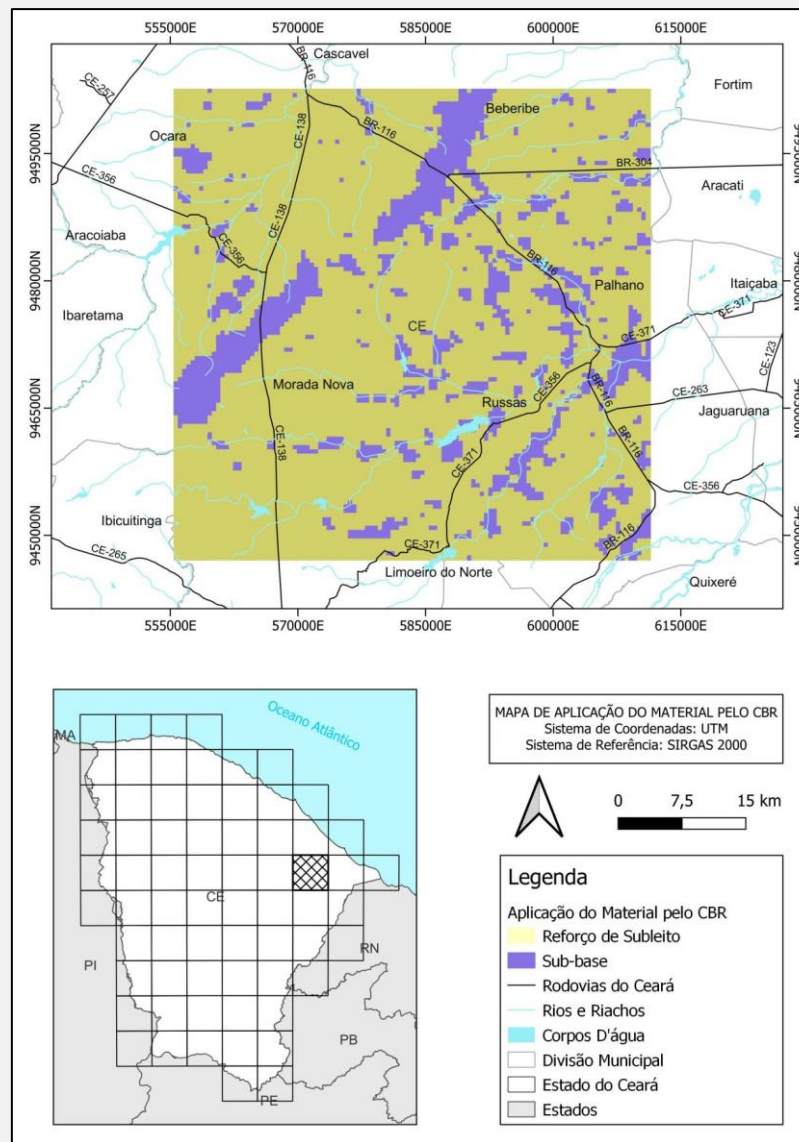 555000E 570000E 585000E 600000E 615000E
Cascavel
BR-116
Fortim
CE-257
Beberibe
Ocara
CE-138
BR-116
9495000N
9495000N
BR-304
CE-356
Aracati
CE-138
Aracoiaba
CE-356
BR-116
Itaiçaba
9480000N
9480000N
Palhano
Ibaretama
CE-371
CE
CE-123
CE-356
Morada Nova
BR-116
CE-263
Russas
9465000N
9465000N
Jaguaruana
CE-138
CE-371
BR-116
CE-356
Ibicuitinga
9450000N
9450000N
CE-265
CE-371
BR-116
Limoeiro do Norte
Quixeré
555000E 570000E 585000E 600000E 615000E
Oceano Atlântico
MA
CE
PI
RN
PB
PE
MAPA DE APLICAÇÃO DO MATERIAL PELO CBR
Sistema de Coordenadas: UTM
Sistema de Referência: SIRGAS 2000
0 7,5 15 km
Legenda
Aplicação do Material pelo CBR
Reforço de Subleito
Sub-base
Rodovias do Ceará
Rios e Riachos
Corpos D'água
Divisão Municipal
Estado do Ceará
Estados